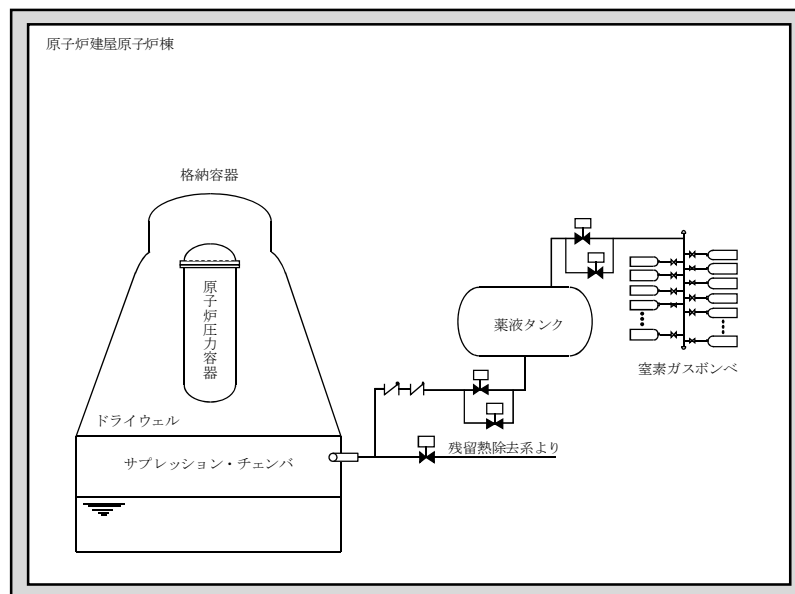 原子炉建屋原子炉棟
格納容器
原子炉圧力容器
薬液タンク
窒素ガスボンベ
ドライウェル
残留熱除去系より
サプレッション・チェンバ